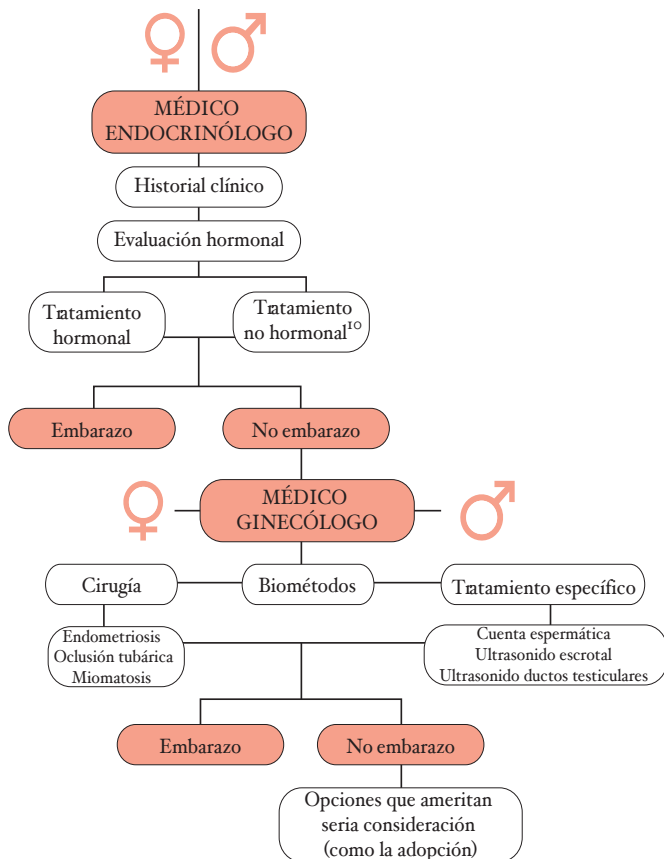 MÉDICO
ENDOCRINÓLOGO
Historial clínico
Evaluación hormonal
Tratamiento
hormonal
Tratamiento
no hormonal¹⁰
Embarazo
No embarazo
MÉDICO
GINECÓLOGO
Cirugía
Biométodos
Tratamiento específico
Endometriosis
Oclusión tubárica
Miomatosis
Cuenta espermática
Ultrasonido escrotal
Ultrasonido ductos testiculares
Embarazo
No embarazo
Opciones que ameritan
seria consideración
(como la adopción)